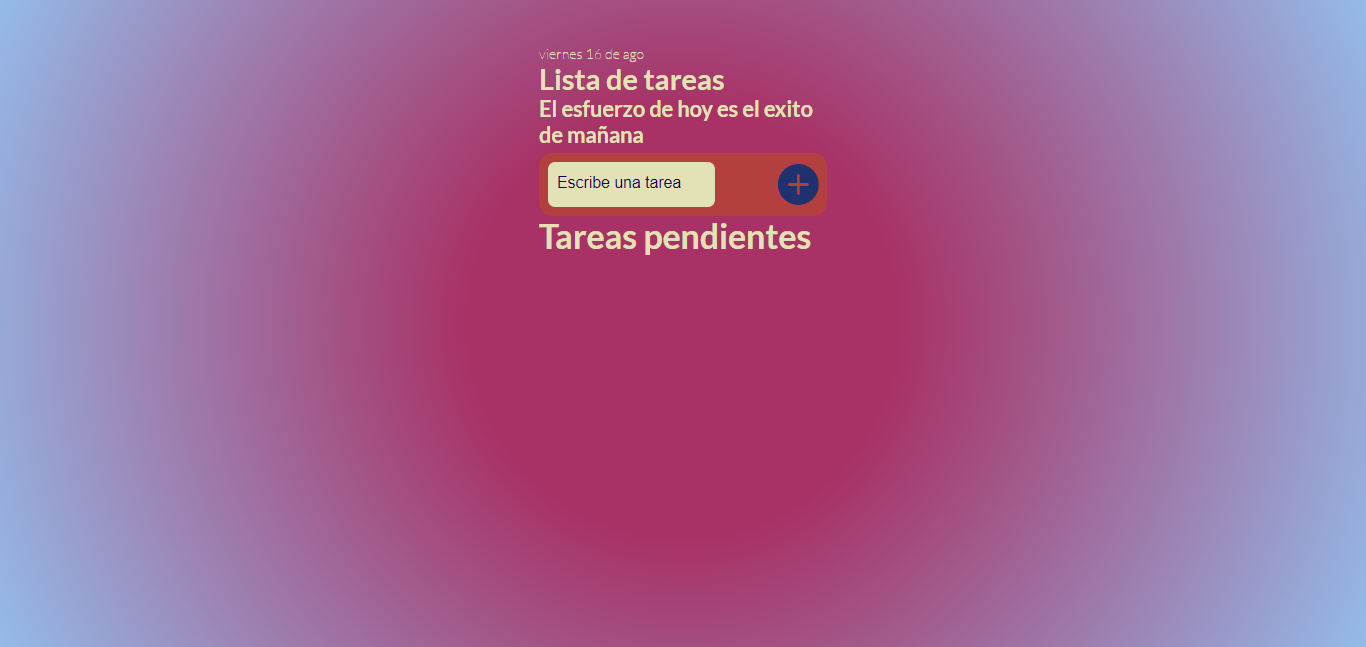 viernes 16 de ago
Lista de tareas
El esfuerzo de hoy es el exito
de mañana
Escribe una tarea
Tareas pendientes